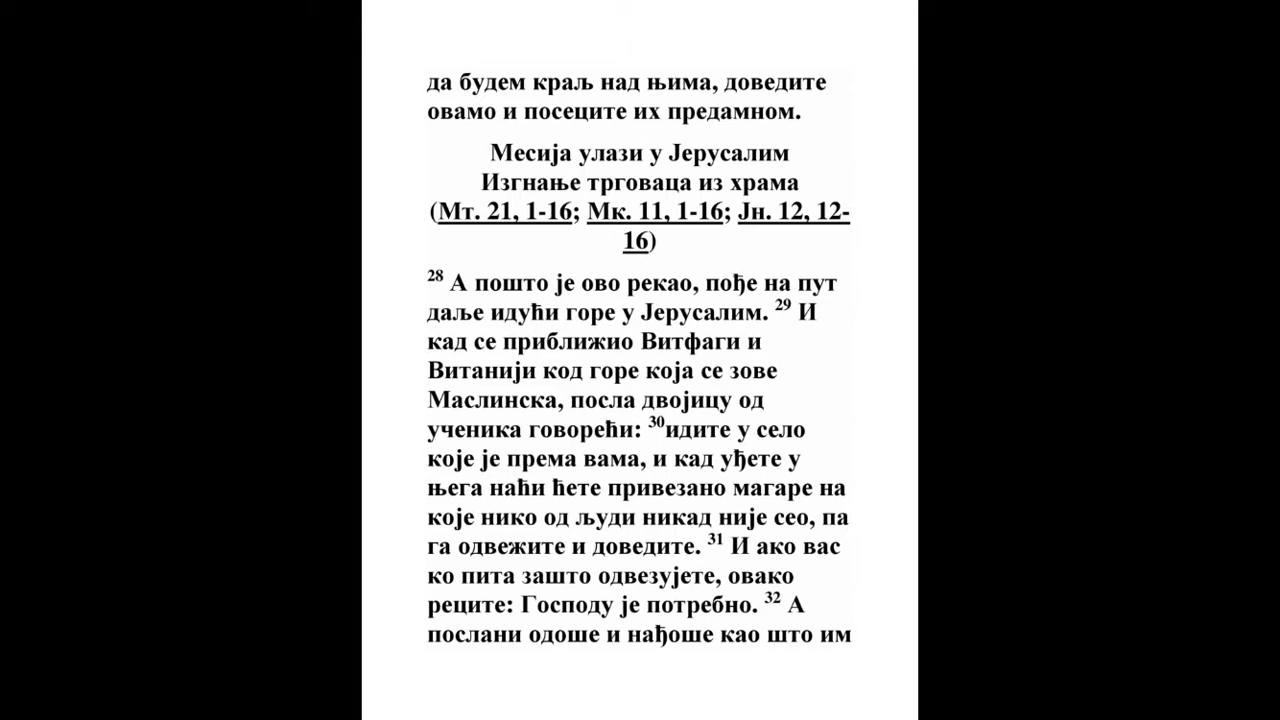 да будем краљ над њима, доведите
овамо и посеците их предамном.
Месија улази у Јерусалим
Изгнање трговаца из храма
(Мт. 21, 1-16; Мк. 11, 1-16; Јн. 12, 12-
16)
28 А пошто је ово рекао, пође на пут
даље идући горе у Јерусалим. 29 И
кад се приближио Витфаги и
Витанији код горе која се зове
Маслинска, посла двојицу од
ученика говорећи: 30идите у село
које је према вама, и кад уђете у
њега наћи ћете привезано магаре на
које нико од људи никад није сео, па
га одвежите и доведите. 31 И ако вас
ко пита зашто одвезујете, овако
реците: Господу је потребно. 32 А
послани одоше и нађоше као што им